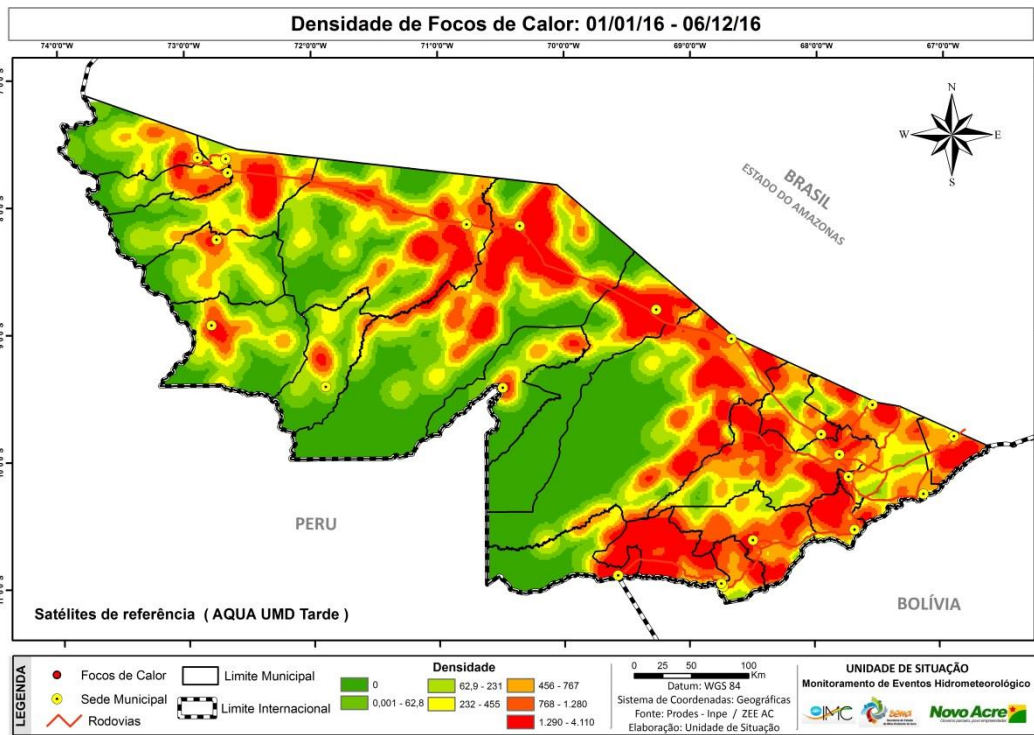 Densidade de Focos de Calor: 01/01/16 - 06/12/16
74°0'0"W 73°0'0"W 72°0'0"W 71°0'0"W 70°0'0"W 69°0'0"W 68°0'0"W 67°0'0"W
N
W E
S
BRASIL
ESTADO DO AMAZONAS
PERU
BOLÍVIA
Satélites de referência ( AQUA UMD Tarde )
LEGENDA
Focos de Calor
Sede Municipal
Rodovias
Limite Municipal
Limite Internacional
Densidade
0
0,001 - 62,8
62,9 - 231
232 - 455
456 - 767
768 - 1.280
1.290 - 4.110
0 25 50 100
Km
Datum: WGS 84
Sistema de Coordenadas: Geográficas
Fonte: Prodes - Inpe / ZEE AC
Elaboração: Unidade de Situação
UNIDADE DE SITUAÇÃO
Monitoramento de Eventos Hidrometeorológico
IMC
sema
Novo Acre